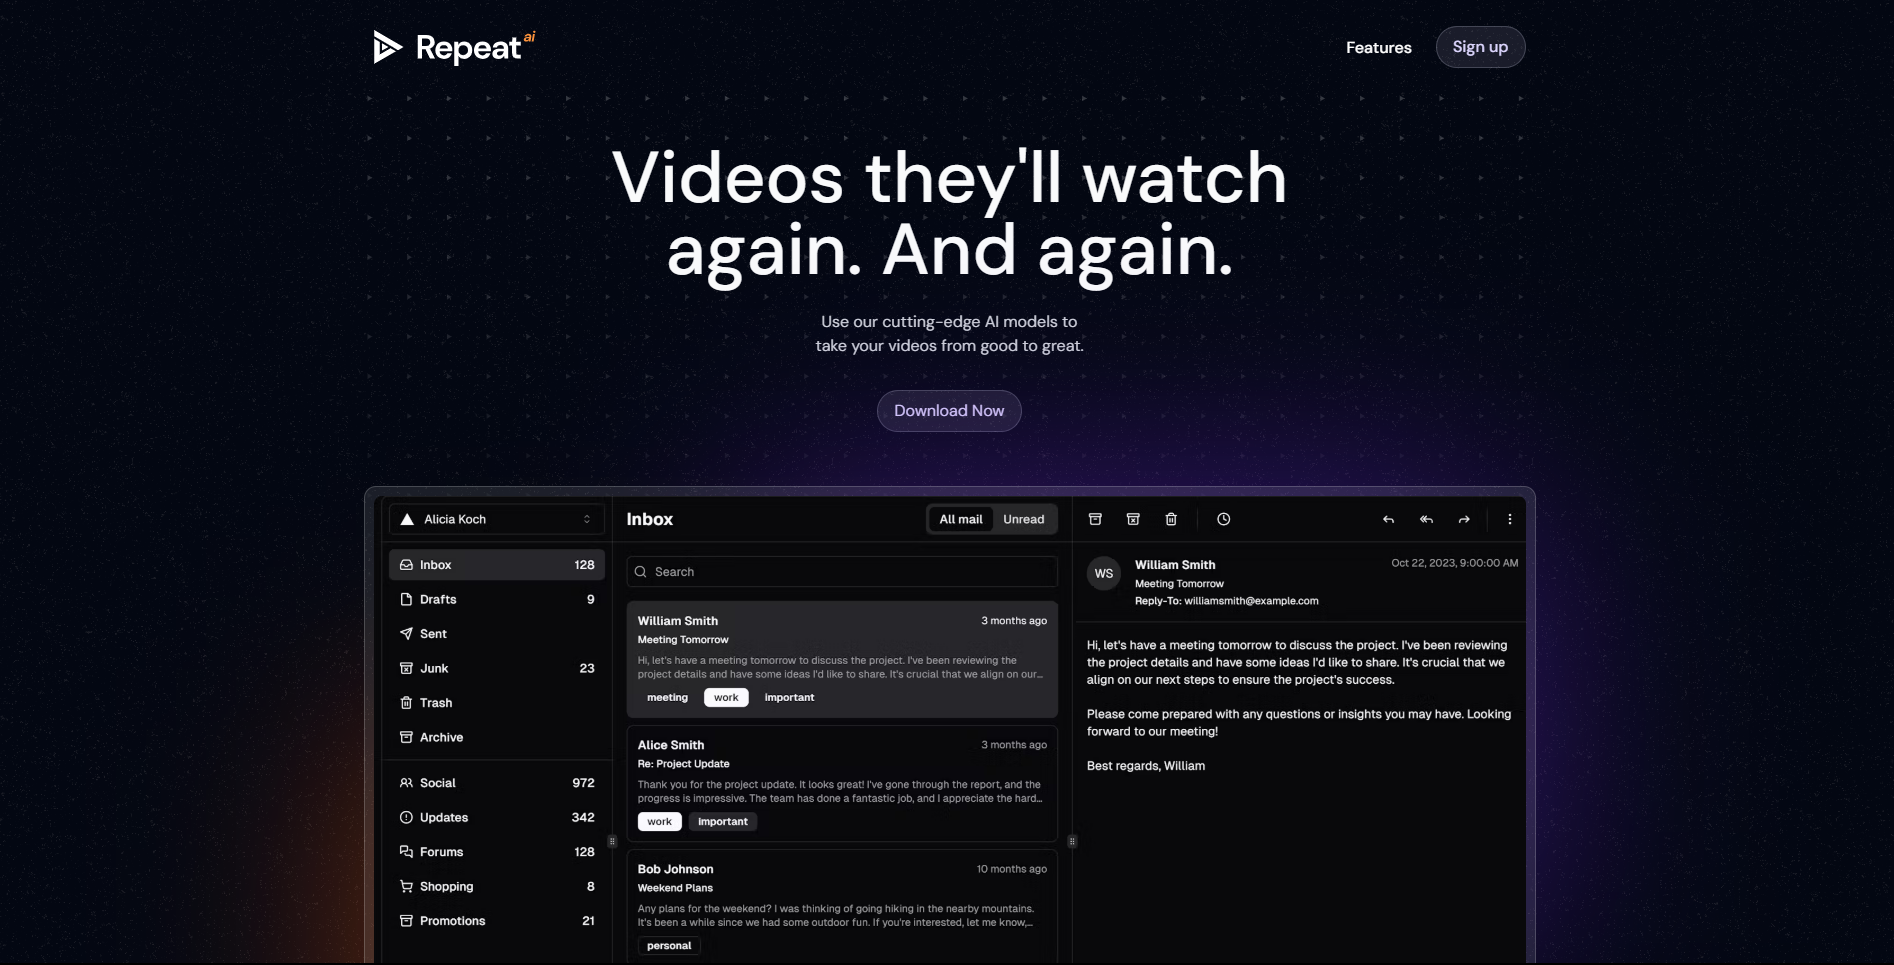 Repeat ai
Features
Sign up
Videos they'll watch
again. And again.
Use our cutting-edge AI models to
take your videos from good to great.
Download Now
Alicia Koch
Inbox 128
Drafts 9
Sent
Junk 23
Trash
Archive
Social 972
Updates 342
Forums 128
Shopping 8
Promotions 21
Inbox
All mail
Unread
Search
William Smith 3 months ago
Meeting Tomorrow
Hi, let's have a meeting tomorrow to discuss the project. I've been reviewing the
project details and have some ideas I'd like to share. It's crucial that we align on our...
meeting work important
Alice Smith 3 months ago
Re: Project Update
Thank you for the project update. It looks great! I've gone through the report, and the
progress is impressive. The team has done a fantastic job, and I appreciate the hard...
work important
Bob Johnson 10 months ago
Weekend Plans
Any plans for the weekend? I was thinking of going hiking in the nearby mountains.
It's been a while since we had some outdoor fun. If you're interested, let me know,...
personal
WS
William Smith Oct 22, 2023, 9:00:00 AM
Meeting Tomorrow
Reply-To: williamsmith@example.com
Hi, let's have a meeting tomorrow to discuss the project. I've been reviewing
the project details and have some ideas I'd like to share. It's crucial that we
align on our next steps to ensure the project's success.
Please come prepared with any questions or insights you may have. Looking
forward to our meeting!
Best regards, William